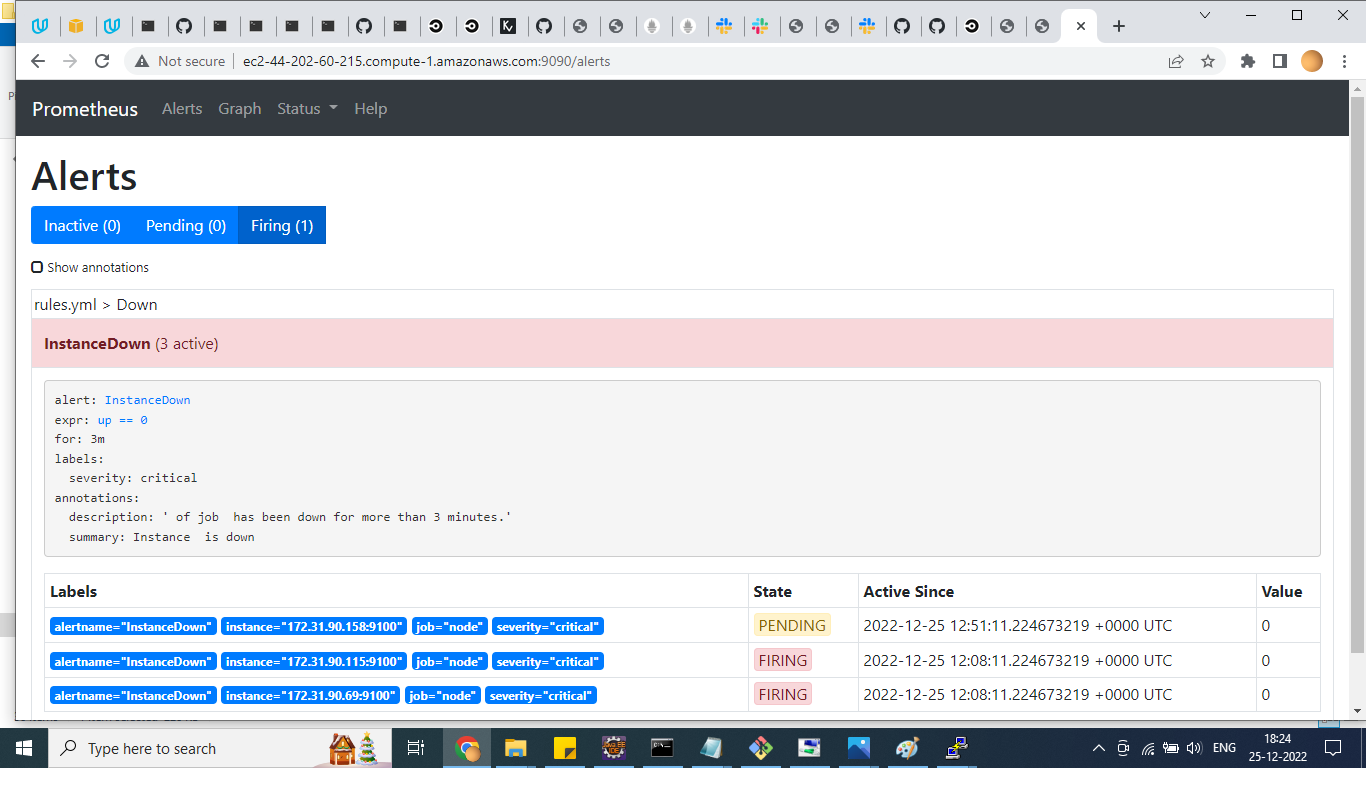 Not secure
ec2-44-202-60-215.compute-1.amazonaws.com:9090/alerts
Prometheus Alerts Graph Status Help
Alerts
Inactive (0) Pending (0) Firing (1)
Show annotations
rules.yml > Down
InstanceDown (3 active)
alert: InstanceDown
expr: up == 0
for: 3m
labels:
severity: critical
annotations:
description: ' of job  has been down for more than 3 minutes.'
summary: Instance  is down
Labels State Active Since Value
alertname="InstanceDown" instance="172.31.90.158:9100" job="node" severity="critical" PENDING 2022-12-25 12:51:11.224673219 +0000 UTC 0
alertname="InstanceDown" instance="172.31.90.115:9100" job="node" severity="critical" FIRING 2022-12-25 12:08:11.224673219 +0000 UTC 0
alertname="InstanceDown" instance="172.31.90.69:9100" job="node" severity="critical" FIRING 2022-12-25 12:08:11.224673219 +0000 UTC 0
Type here to search
ENG
18:24
25-12-2022